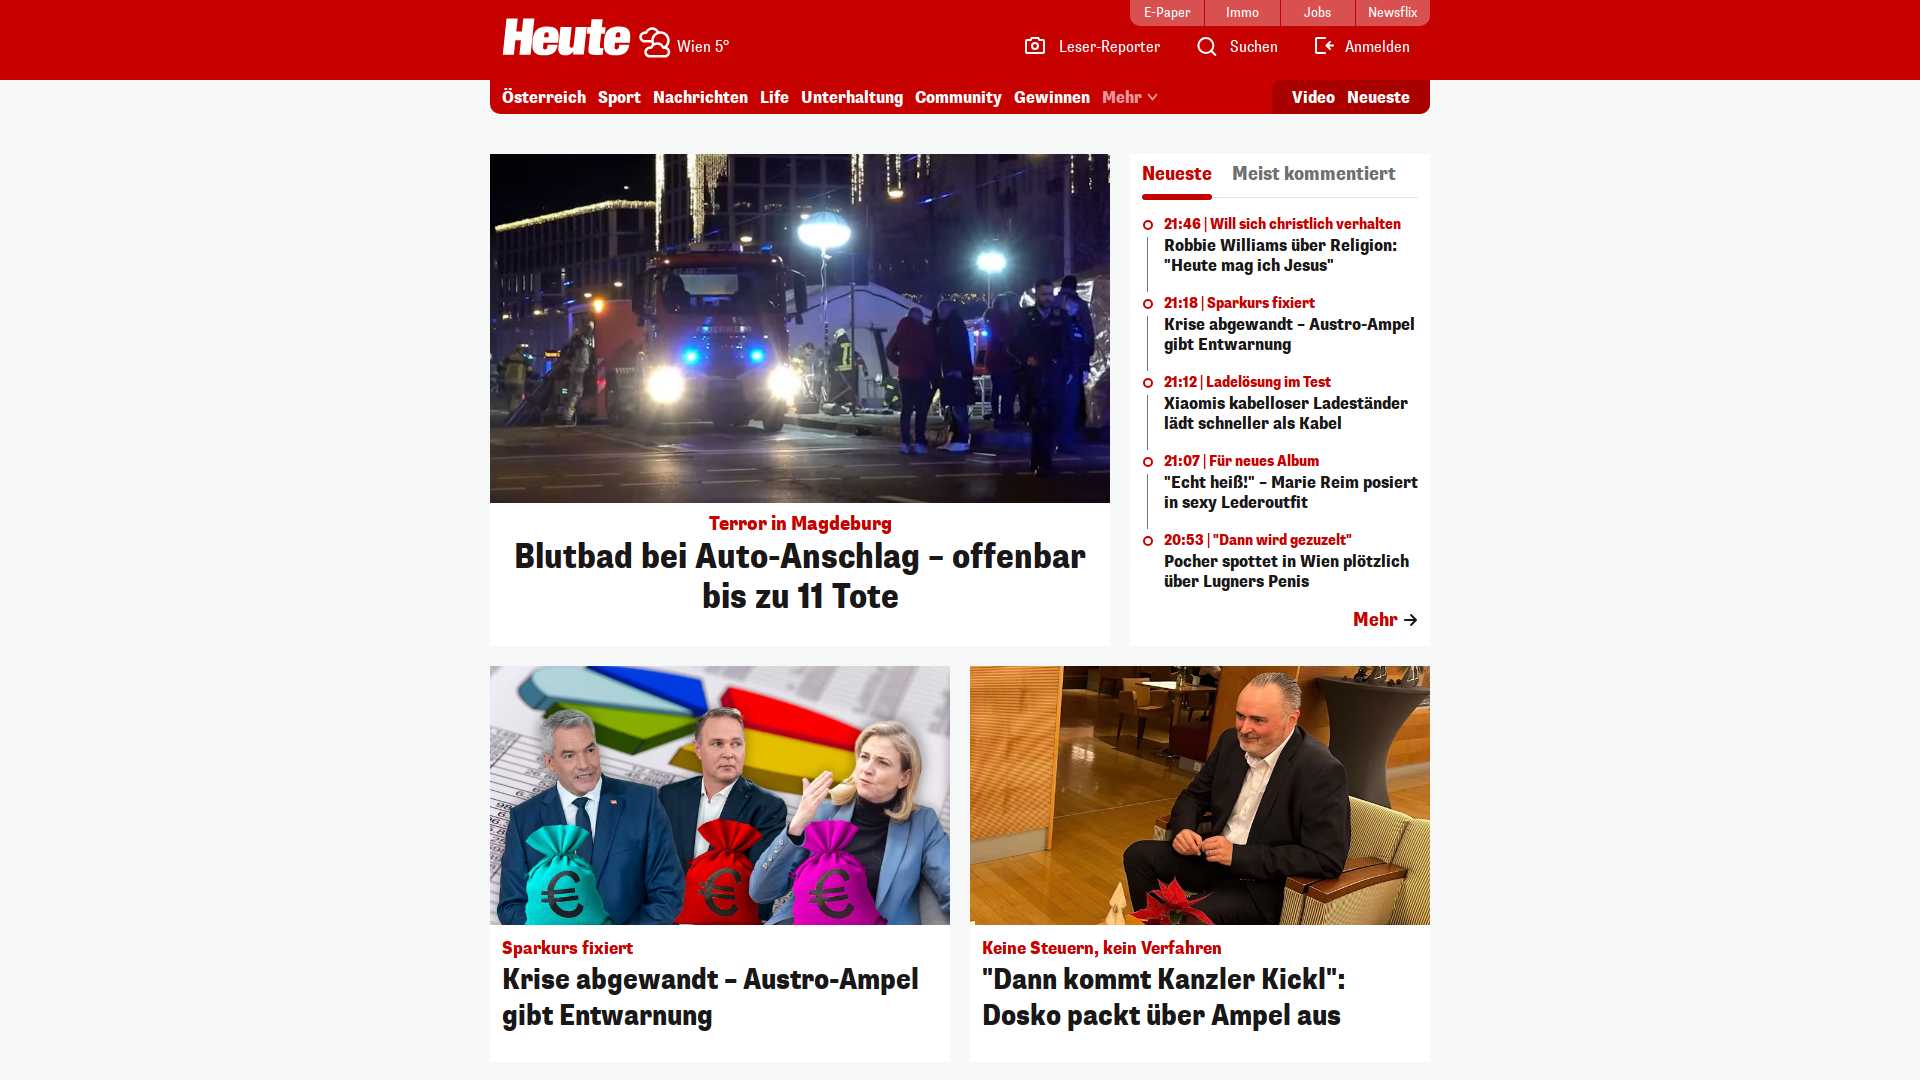 E-Paper
Immo
Jobs
Newsflix
Heute
Wien 5°
Leser-Reporter
Suchen
Anmelden
Österreich
Sport
Nachrichten
Life
Unterhaltung
Community
Gewinnen
Mehr
Video
Neueste
Terror in Magdeburg
Blutbad bei Auto-Anschlag – offenbar
bis zu 11 Tote
Neueste
Meist kommentiert
21:46 | Will sich christlich verhalten
Robbie Williams über Religion:
"Heute mag ich Jesus"
21:18 | Sparkurs fixiert
Krise abgewandt – Austro-Ampel
gibt Entwarnung
21:12 | Ladelösung im Test
Xiaomis kabelloser Ladeständer
lädt schneller als Kabel
21:07 | Für neues Album
"Echt heiß!" – Marie Reim posiert
in sexy Lederoutfit
20:53 | "Dann wird gezuzelt"
Pocher spottet in Wien plötzlich
über Lugners Penis
Mehr
€
€
€
Sparkurs fixiert
Krise abgewandt – Austro-Ampel
gibt Entwarnung
Keine Steuern, kein Verfahren
"Dann kommt Kanzler Kickl":
Dosko packt über Ampel aus